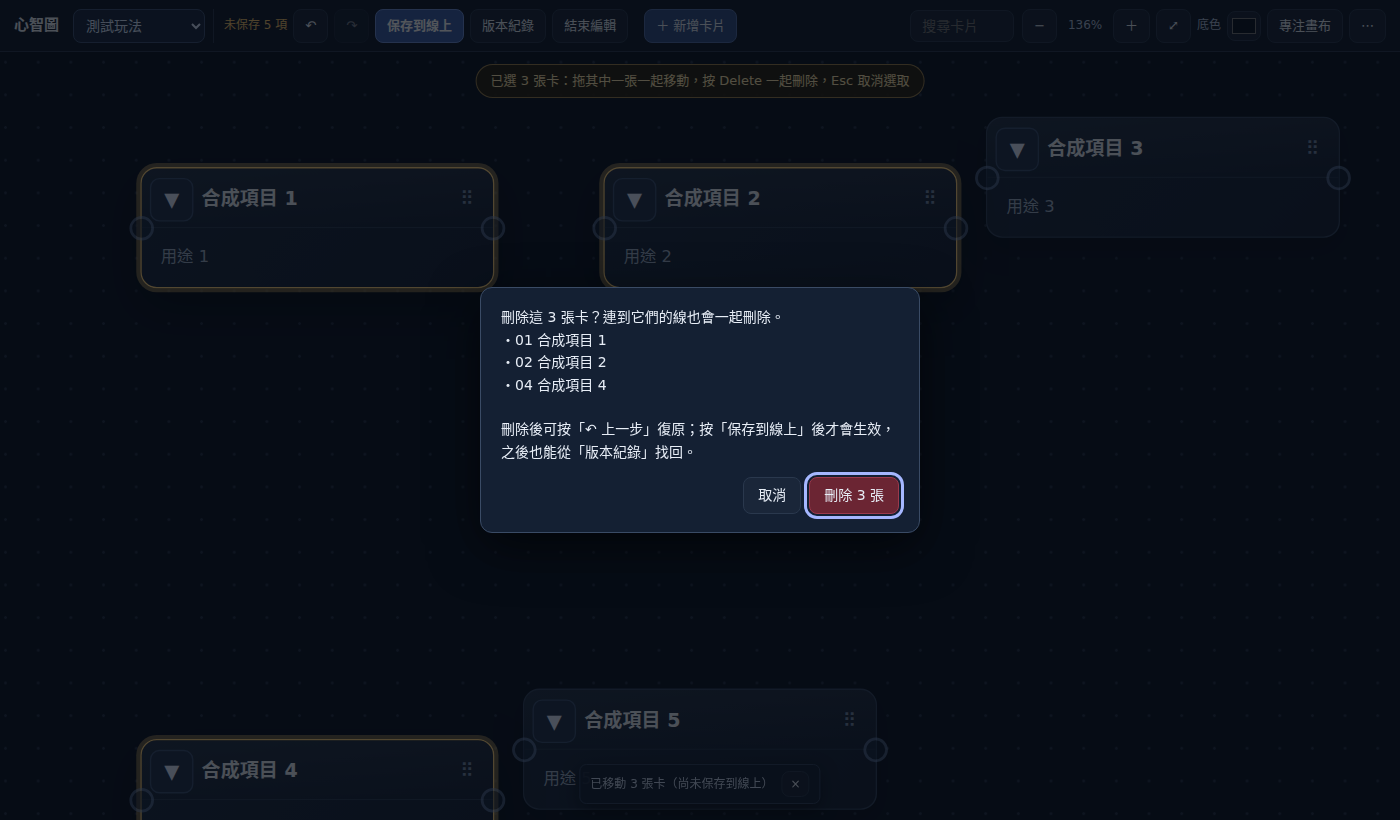 心智圖 測試玩法 未保存 5 項 ↶ ↷ 保存到線上 版本紀錄 結束編輯 ＋ 新增卡片 搜尋卡片 − 136% ＋ ⤢ 底色 專注畫布 ⋯
已選 3 張卡：拖其中一張一起移動，按 Delete 一起刪除，Esc 取消選取
▼ 合成項目 3 ⠿
用途 3
▼ 合成項目 1 ⠿
用途 1
▼ 合成項目 2 ⠿
用途 2
刪除這 3 張卡？連到它們的線也會一起刪除。
・01 合成項目 1
・02 合成項目 2
・04 合成項目 4
刪除後可按「↶ 上一步」復原；按「保存到線上」後才會生效，
之後也能從「版本紀錄」找回。
取消 刪除 3 張
▼ 合成項目 5 ⠿
用途
已移動 3 張卡（尚未保存到線上） ×
▼ 合成項目 4 ⠿